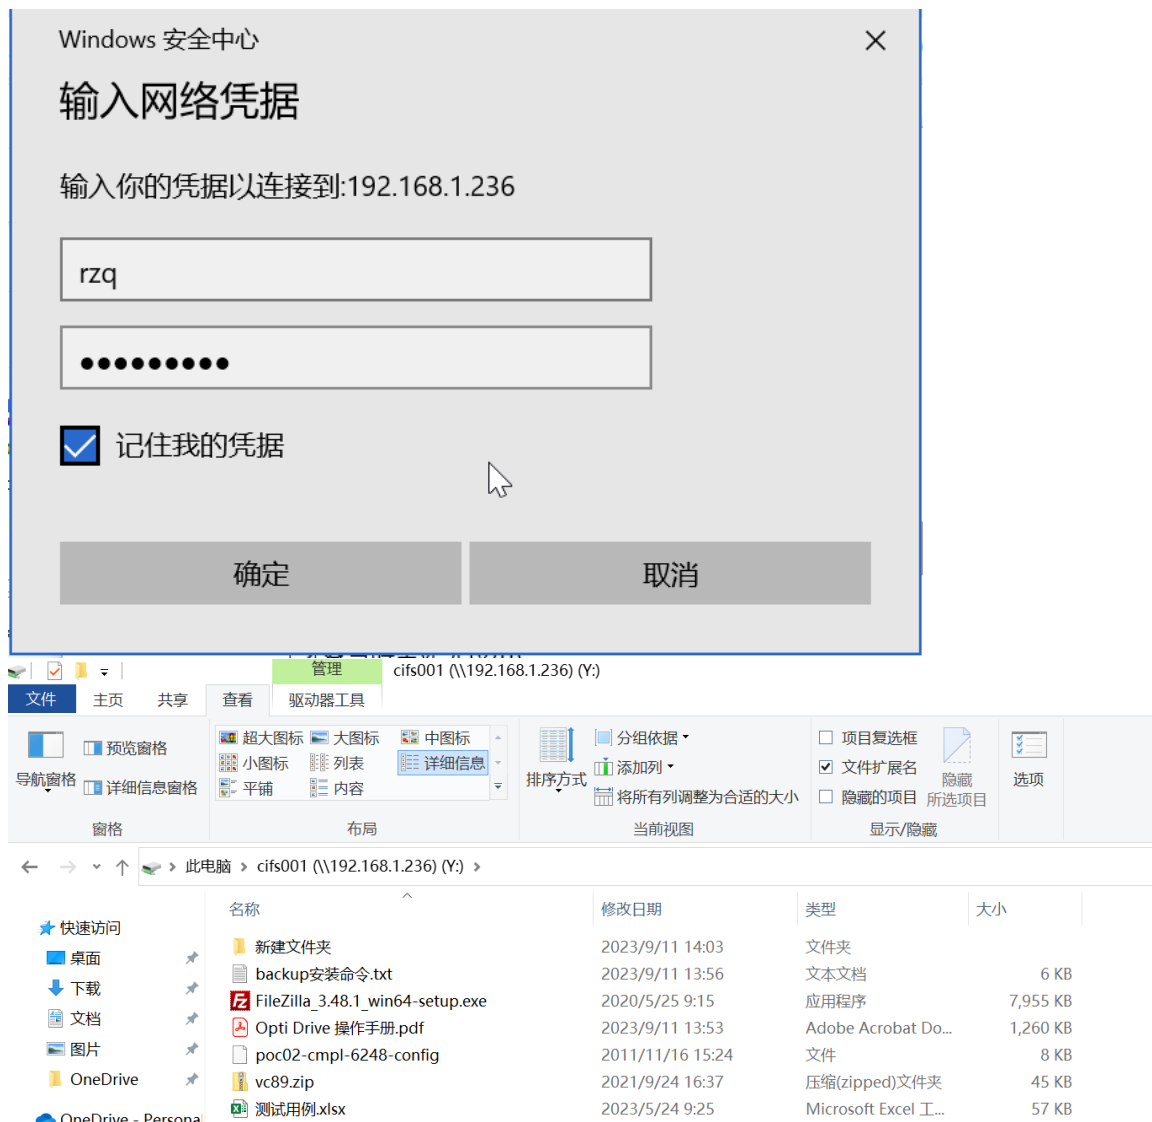 Windows 安全中心
输入网络凭据
输入你的凭据以连接到:192.168.1.236
rzq
记住我的凭据
确定 取消
管理 cifs001 (\\192.168.1.236) (Y:)
文件 主页 共享 查看 驱动器工具
导航窗格 预览窗格 详细信息窗格
窗格
超大图标 大图标 中图标
小图标 列表 详细信息
平铺 内容
布局
排序方式 分组依据
添加列
将所有列调整为合适的大小
当前视图
项目复选框
文件扩展名
隐藏的项目
隐藏
所选项目
显示/隐藏
选项
此电脑 cifs001 (\\192.168.1.236) (Y:)
快速访问
桌面
下载
文档
图片
OneDrive
OneDrive - Personal
名称 修改日期 类型 大小
新建文件夹 2023/9/11 14:03 文件夹
backup安装命令.txt 2023/9/11 13:56 文本文档 6 KB
FileZilla_3.48.1_win64-setup.exe 2020/5/25 9:15 应用程序 7,955 KB
Opti Drive 操作手册.pdf 2023/9/11 13:53 Adobe Acrobat Do... 1,260 KB
poc02-cmpl-6248-config 2011/11/16 15:24 文件 8 KB
vc89.zip 2021/9/24 16:37 压缩(zipped)文件夹 45 KB
测试用例.xlsx 2023/5/24 9:25 Microsoft Excel 工... 57 KB